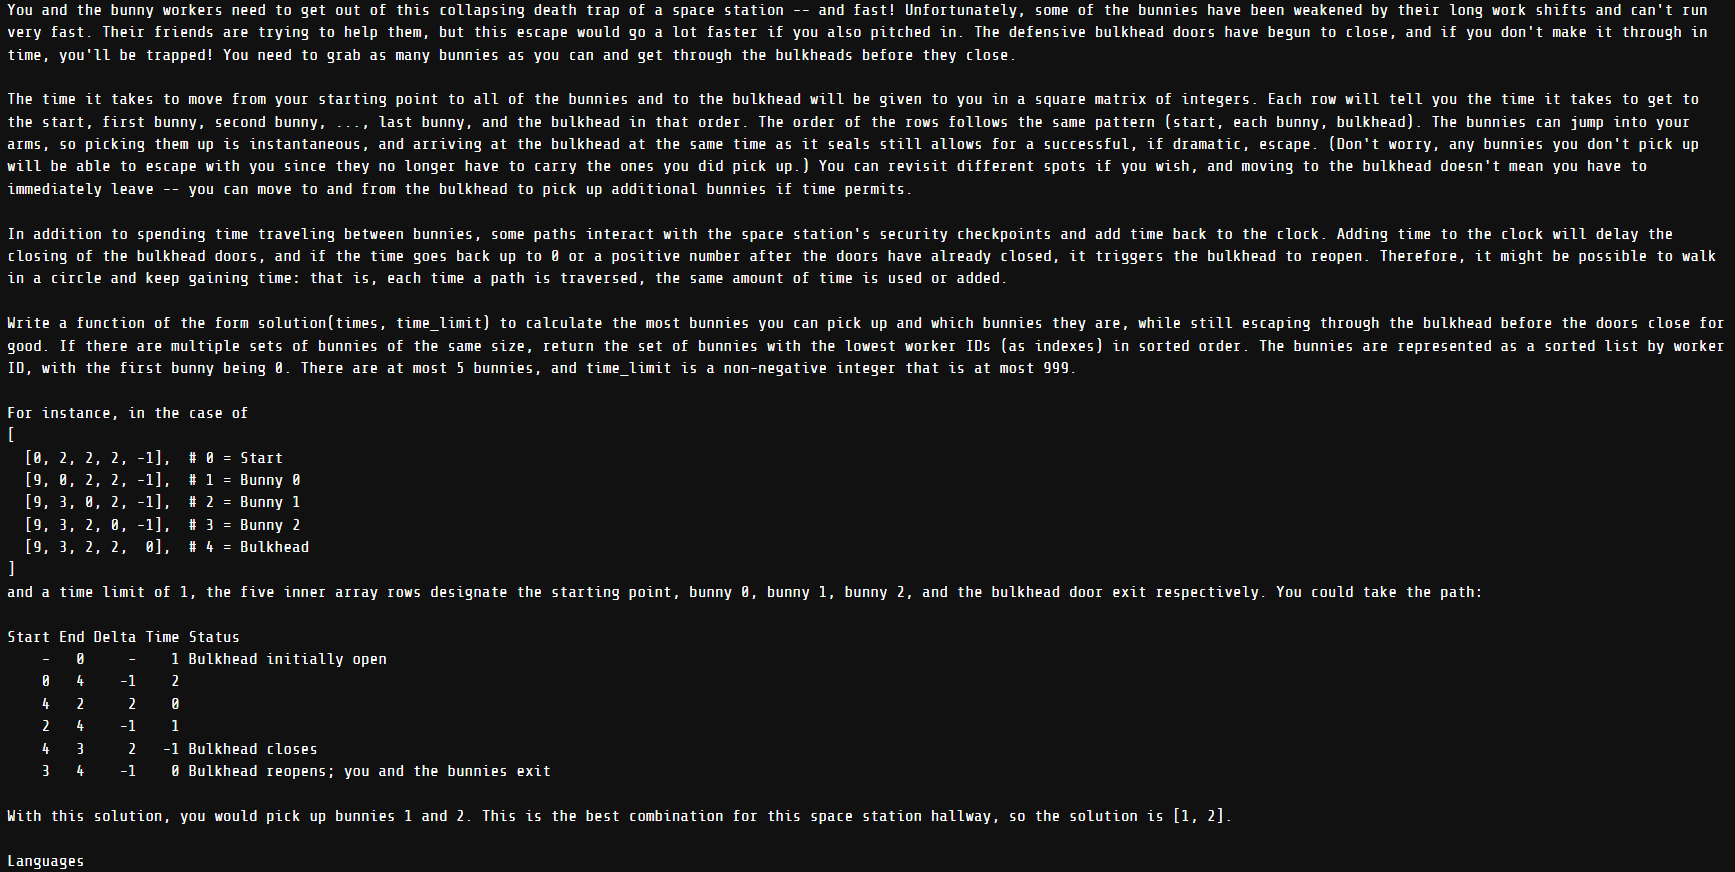 You and the bunny workers need to get out of this collapsing death trap of a space station -- and fast! Unfortunately, some of the bunnies have been weakened by their long work shifts and can't run
very fast. Their friends are trying to help them, but this escape would go a lot faster if you also pitched in. The defensive bulkhead doors have begun to close, and if you don't make it through in
time, you'll be trapped! You need to grab as many bunnies as you can and get through the bulkheads before they close.
The time it takes to move from your starting point to all of the bunnies and to the bulkhead will be given to you in a square matrix of integers. Each row will tell you the time it takes to get to
the start, first bunny, second bunny, ..., last bunny, and the bulkhead in that order. The order of the rows follows the same pattern (start, each bunny, bulkhead). The bunnies can jump into your
arms, so picking them up is instantaneous, and arriving at the bulkhead at the same time as it seals still allows for a successful, if dramatic, escape. (Don't worry, any bunnies you don't pick up
will be able to escape with you since they no longer have to carry the ones you did pick up.) You can revisit different spots if you wish, and moving to the bulkhead doesn't mean you have to
immediately leave -- you can move to and from the bulkhead to pick up additional bunnies if time permits.
In addition to spending time traveling between bunnies, some paths interact with the space station's security checkpoints and add time back to the clock. Adding time to the clock will delay the
closing of the bulkhead doors, and if the time goes back up to 0 or a positive number after the doors have already closed, it triggers the bulkhead to reopen. Therefore, it might be possible to walk
in a circle and keep gaining time: that is, each time a path is traversed, the same amount of time is used or added.
Write a function of the form solution(times, time_limit) to calculate the most bunnies you can pick up and which bunnies they are, while still escaping through the bulkhead before the doors close for
good. If there are multiple sets of bunnies of the same size, return the set of bunnies with the lowest worker IDs (as indexes) in sorted order. The bunnies are represented as a sorted list by worker
ID, with the first bunny being 0. There are at most 5 bunnies, and time_limit is a non-negative integer that is at most 999.
For instance, in the case of
[
[0, 2, 2, 2, -1], # 0 = Start
[9, 0, 2, 2, -1], # 1 = Bunny 0
[9, 3, 0, 2, -1], # 2 = Bunny 1
[9, 3, 2, 0, -1], # 3 = Bunny 2
[9, 3, 2, 2, 0], # 4 = Bulkhead
]
and a time limit of 1, the five inner array rows designate the starting point, bunny 0, bunny 1, bunny 2, and the bulkhead door exit respectively. You could take the path:
Start End Delta Time Status
- 0 - 1 Bulkhead initially open
0 4 -1 2
4 2 2 0
2 4 -1 1
4 3 2 -1 Bulkhead closes
3 4 -1 0 Bulkhead reopens; you and the bunnies exit
With this solution, you would pick up bunnies 1 and 2. This is the best combination for this space station hallway, so the solution is [1, 2].
Languages